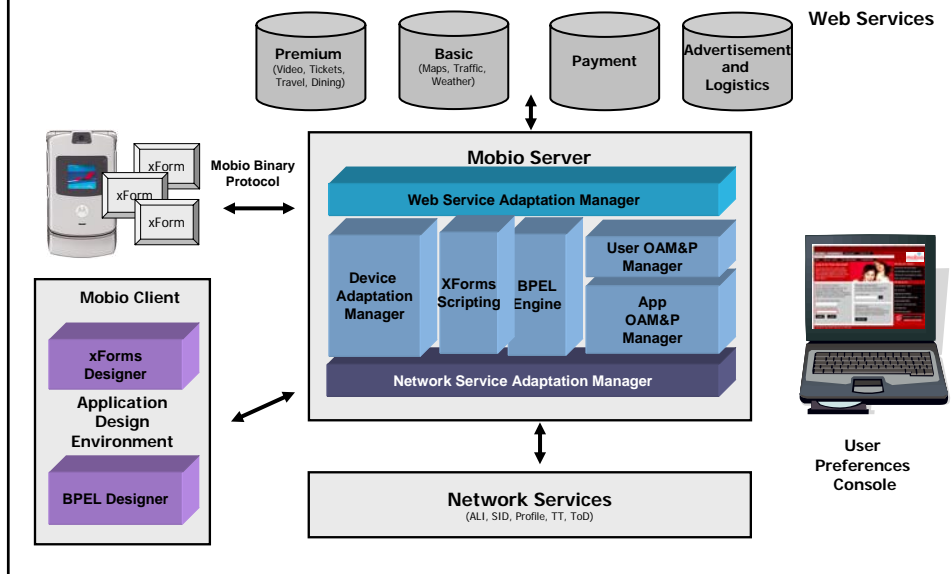 Web Services
Premium
(Video, Tickets,
Travel, Dining)
Basic
(Maps, Traffic,
Weather)
Payment
Advertisement
and
Logistics
xForm
xForm
xForm
Mobio Binary
Protocol
Mobio Server
Web Service Adaptation Manager
Device
Adaptation
Manager
XForms
Scripting
BPEL
Engine
User OAM&P
Manager
App
OAM&P
Manager
Network Service Adaptation Manager
Mobio Client
xForms
Designer
Application
Design
Environment
BPEL Designer
User
Preferences
Console
Network Services
(ALI, SID, Profile, TT, ToD)